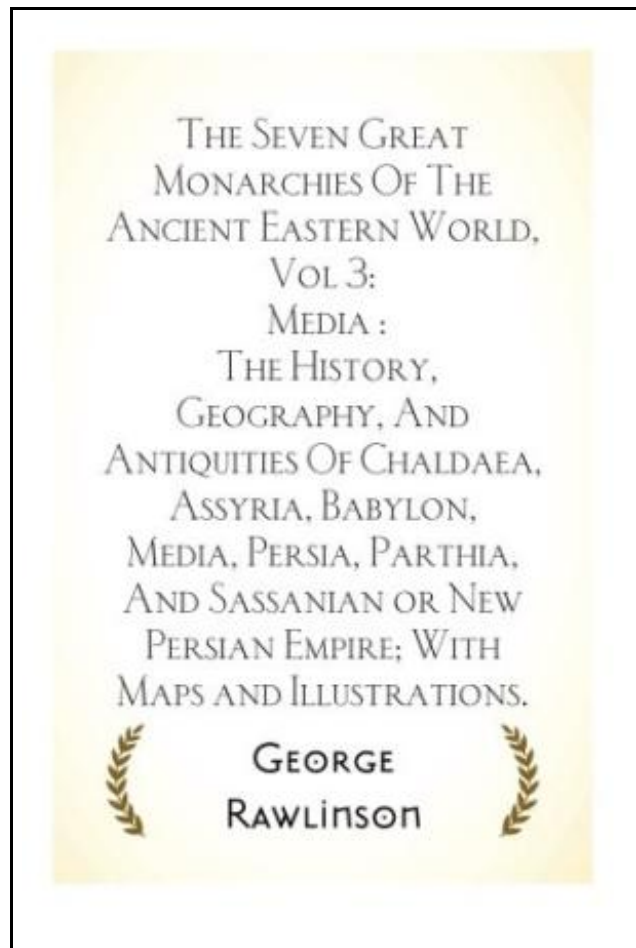 The Seven Great
Monarchies Of The
Ancient Eastern World,
Vol 3:
Media :
The History,
Geography, And
Antiquities Of Chaldaea,
Assyria, Babylon,
Media, Persia, Parthia,
And Sassanian or New
Persian Empire; With
Maps and Illustrations.
George
Rawlinson